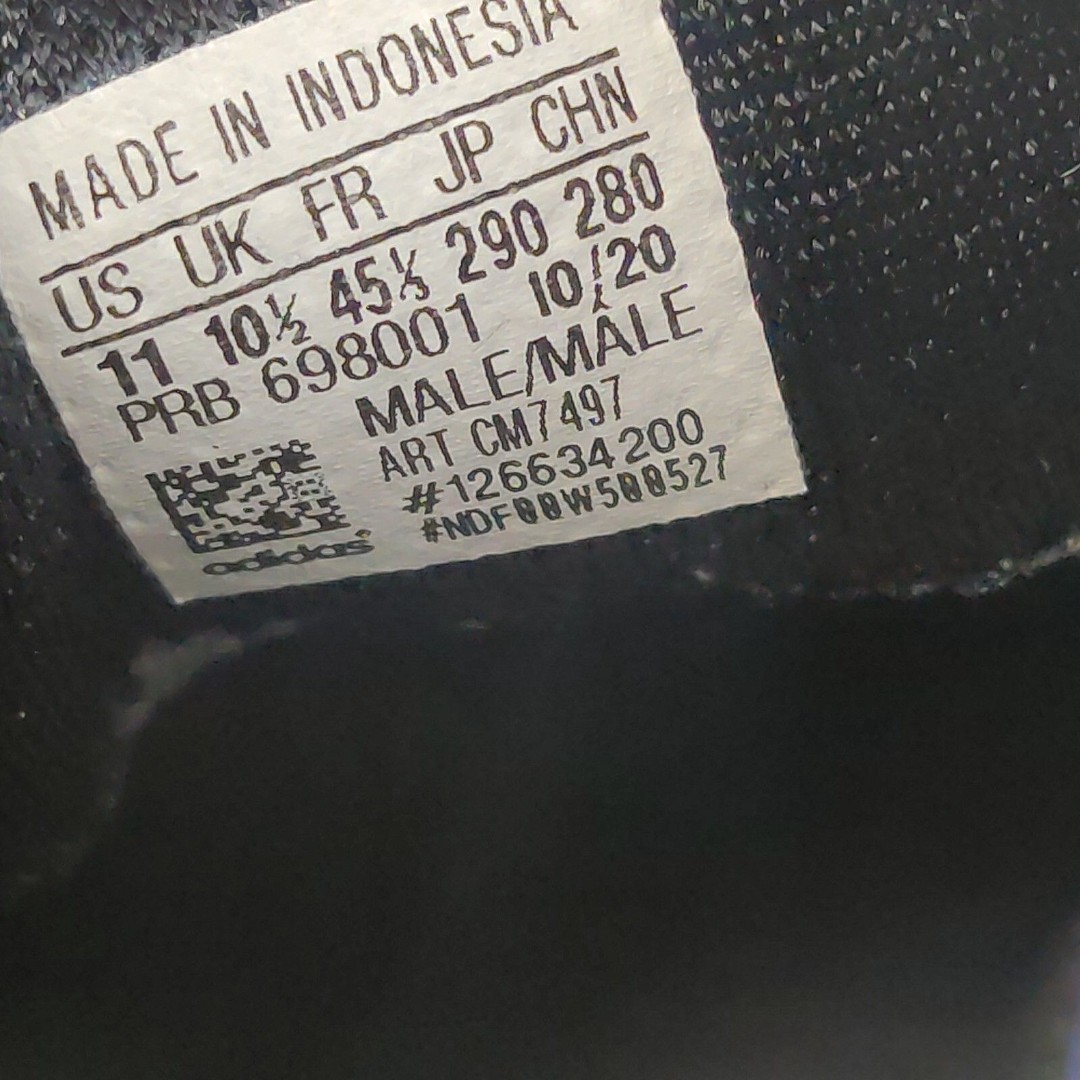 MADE IN INDONESIA
US UK FR JP CHN
11 10½ 45⅓ 290 280
PRB 698001 10/20
MALE/MALE
ART CM7497
#126634200
#NDF00W500527
adidas